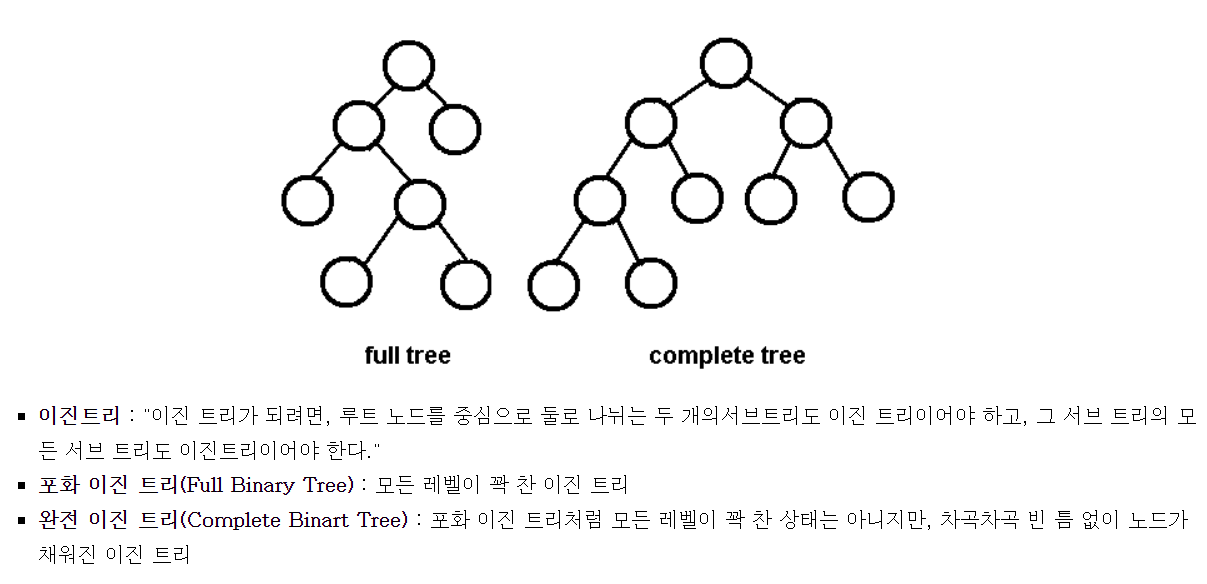 full tree
complete tree
이진트리 : "이진 트리가 되려면, 루트 노드를 중심으로 둘로 나뉘는 두 개의서브트리도 이진 트리이어야 하고, 그 서브 트리의 모
든 서브 트리도 이진트리이어야 한다."
포화 이진 트리(Full Binary Tree) : 모든 레벨이 꽉 찬 이진 트리
완전 이진 트리(Complete Binart Tree) : 포화 이진 트리처럼 모든 레벨이 꽉 찬 상태는 아니지만, 차곡차곡 빈 틈 없이 노드가
채워진 이진 트리